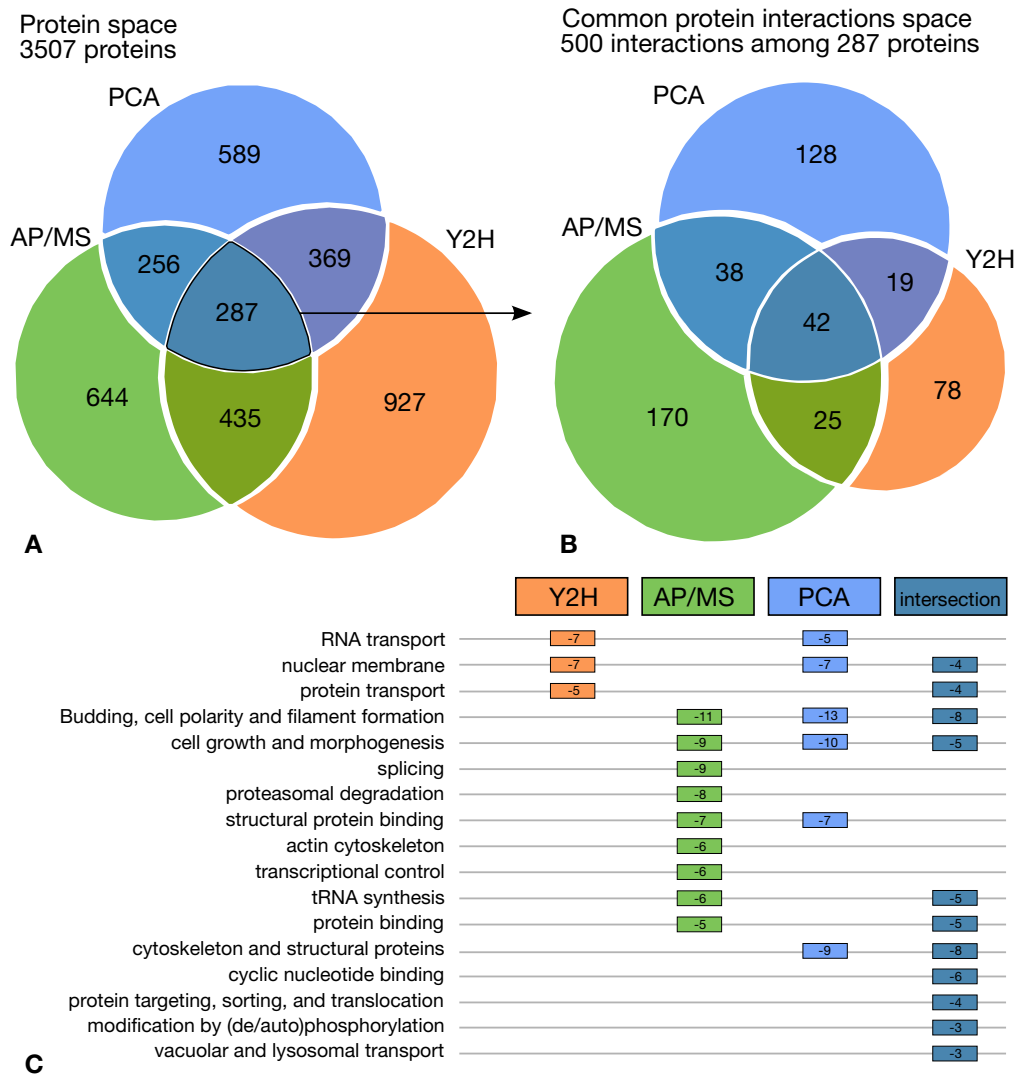 Protein space
3507 proteins
PCA
589
AP/MS
256
369
Y2H
287
644
435
927
A
Common protein interactions space
500 interactions among 287 proteins
PCA
128
AP/MS
38
19
Y2H
42
170
25
78
B
Y2H AP/MS PCA intersection
RNA transport -7 -5
nuclear membrane -7 -7 -4
protein transport -5 -4
Budding, cell polarity and filament formation -11 -13 -8
cell growth and morphogenesis -9 -10 -5
splicing -9
proteasomal degradation -8
structural protein binding -7 -7
actin cytoskeleton -6
transcriptional control -6
tRNA synthesis -6 -5
protein binding -5 -5
cytoskeleton and structural proteins -9 -8
cyclic nucleotide binding -6
protein targeting, sorting, and translocation -4
modification by (de/auto)phosphorylation -3
vacuolar and lysosomal transport -3
C